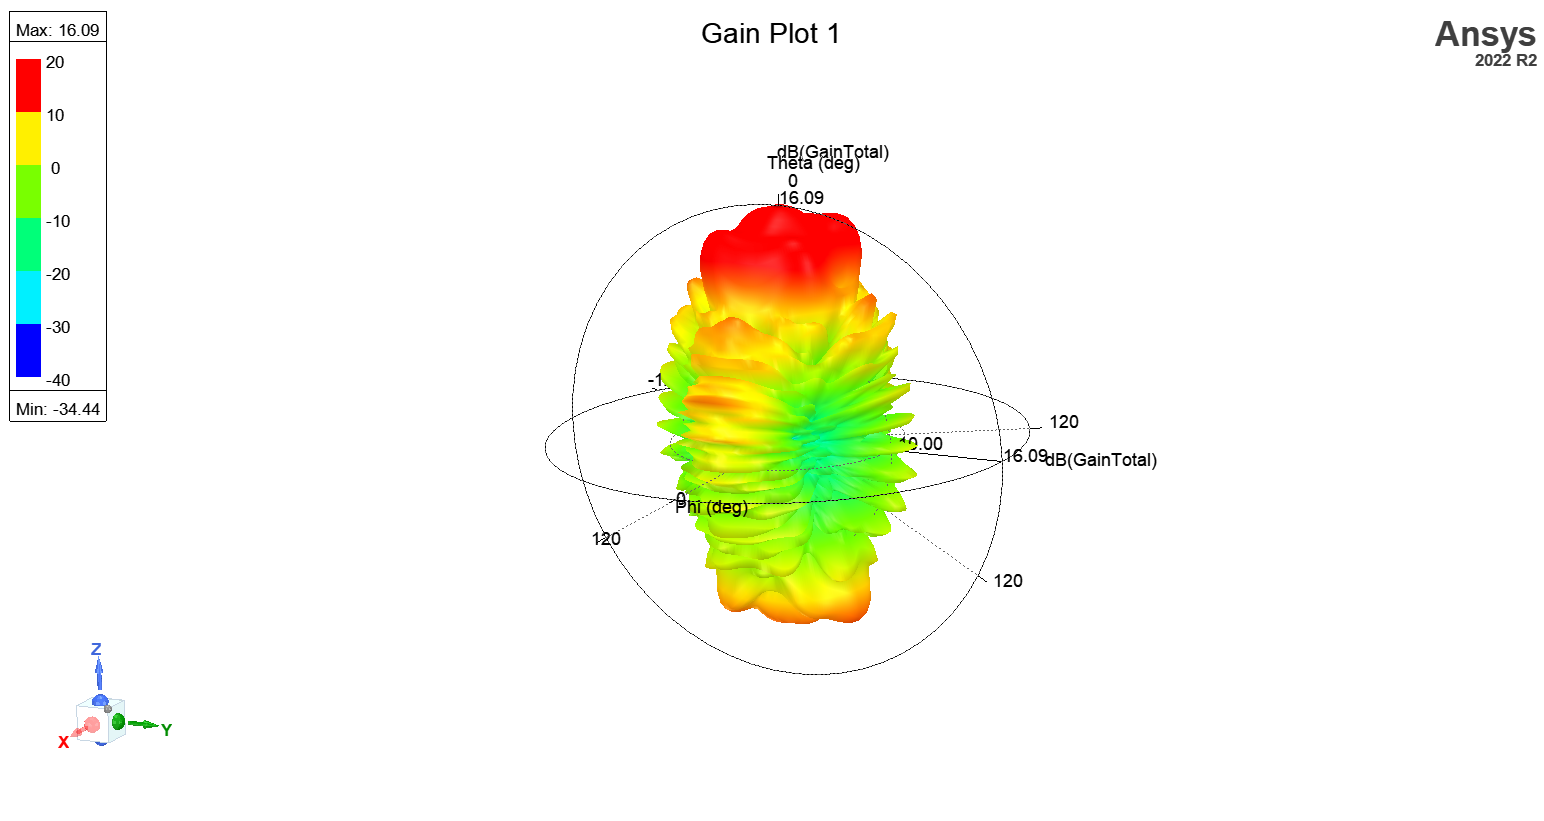 Gain Plot 1
Ansys
2022 R2
Max: 16.09
20
10
0
-10
-20
-30
-40
Min: -34.44
dB(GainTotal)
Theta (deg)
0
16.09
120
16.09
dB(GainTotal)
0
Phi (deg)
120
120
Z
Y
X